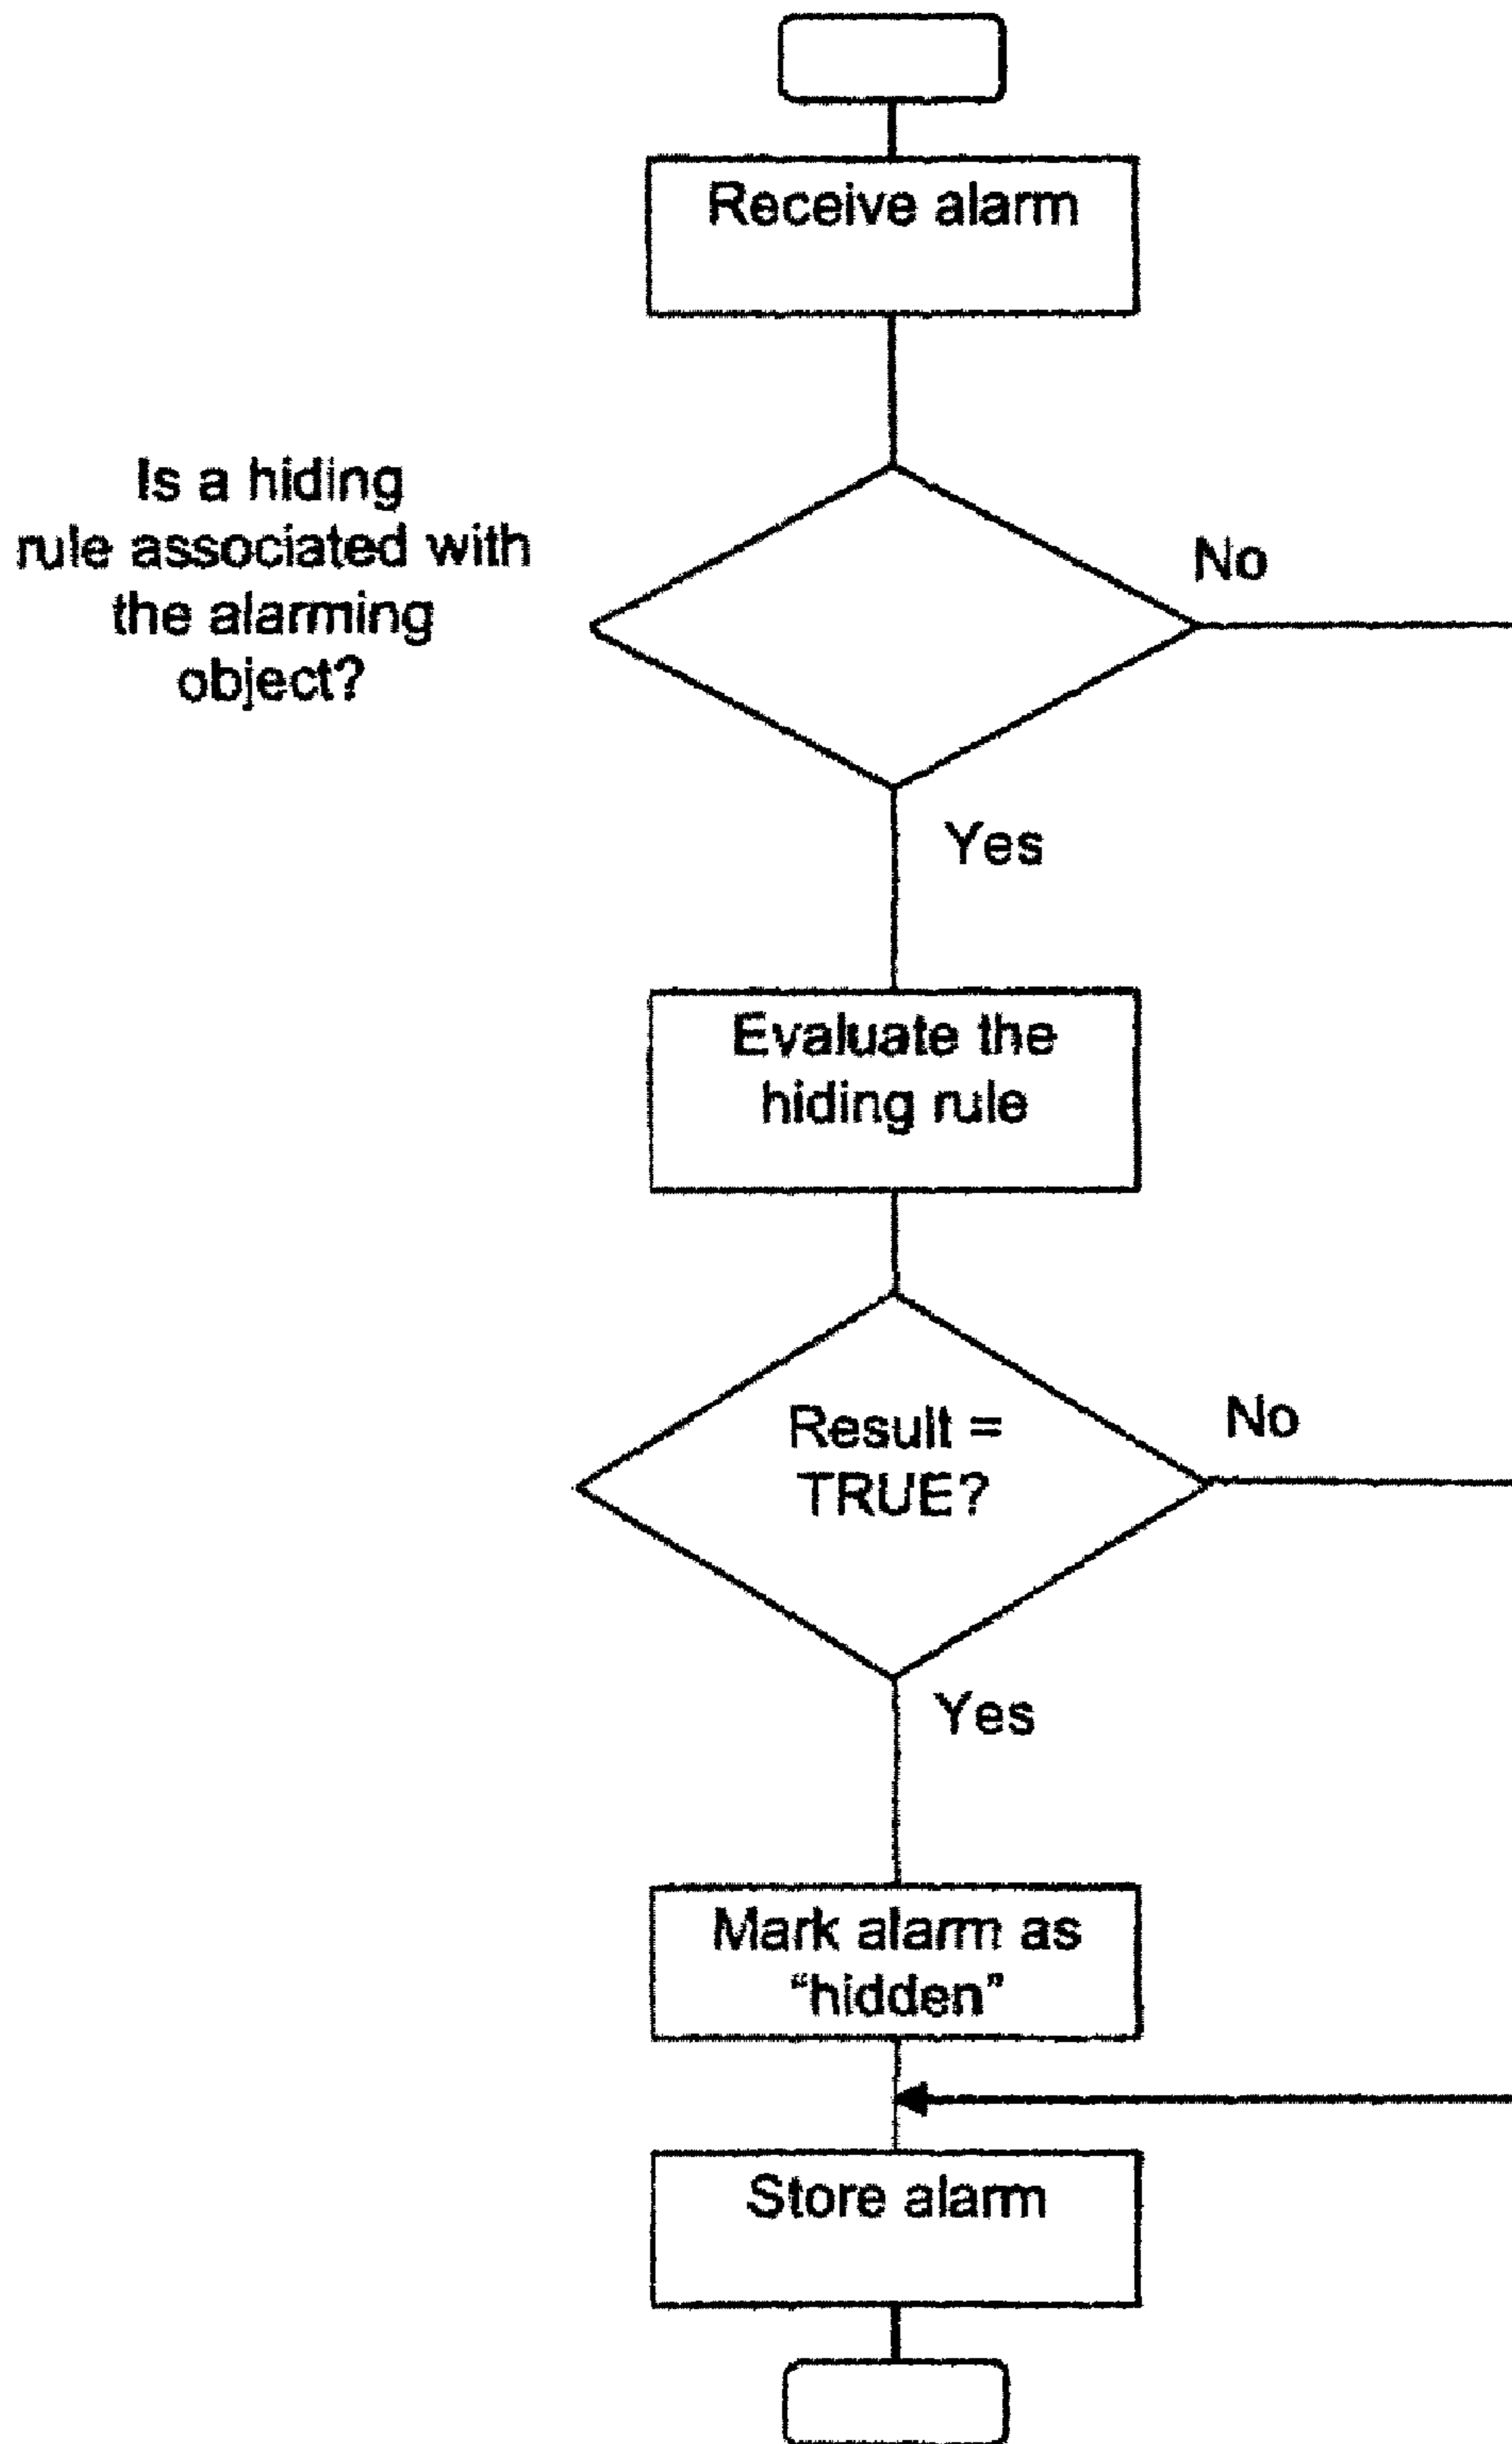 Receive alarm
Is a hiding
rule associated with
the alarming
object?
No
Yes
Evaluate the
hiding rule
Result =
TRUE?
No
Yes
Mark alarm as
“hidden”
Store alarm